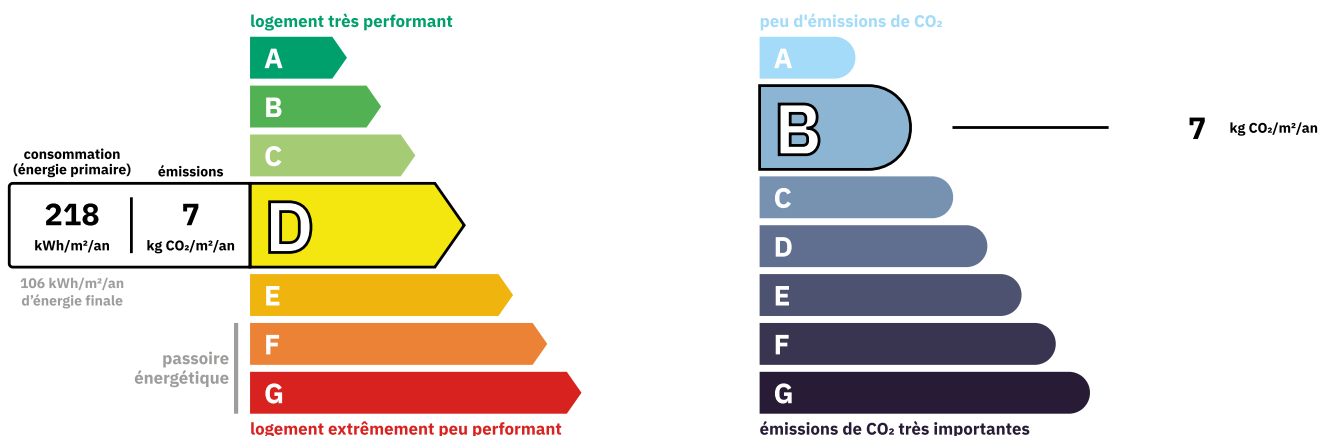 logement très performant
A
B
C
consommation
(énergie primaire)
émissions
218
kWh/m²/an
7
kg CO₂/m²/an
D
106 kWh/m²/an
d'énergie finale
E
passoire
énergétique
F
G
logement extrêmement peu performant
peu d'émissions de CO₂
A
B
7 kg CO₂/m²/an
C
D
E
F
G
émissions de CO₂ très importantes